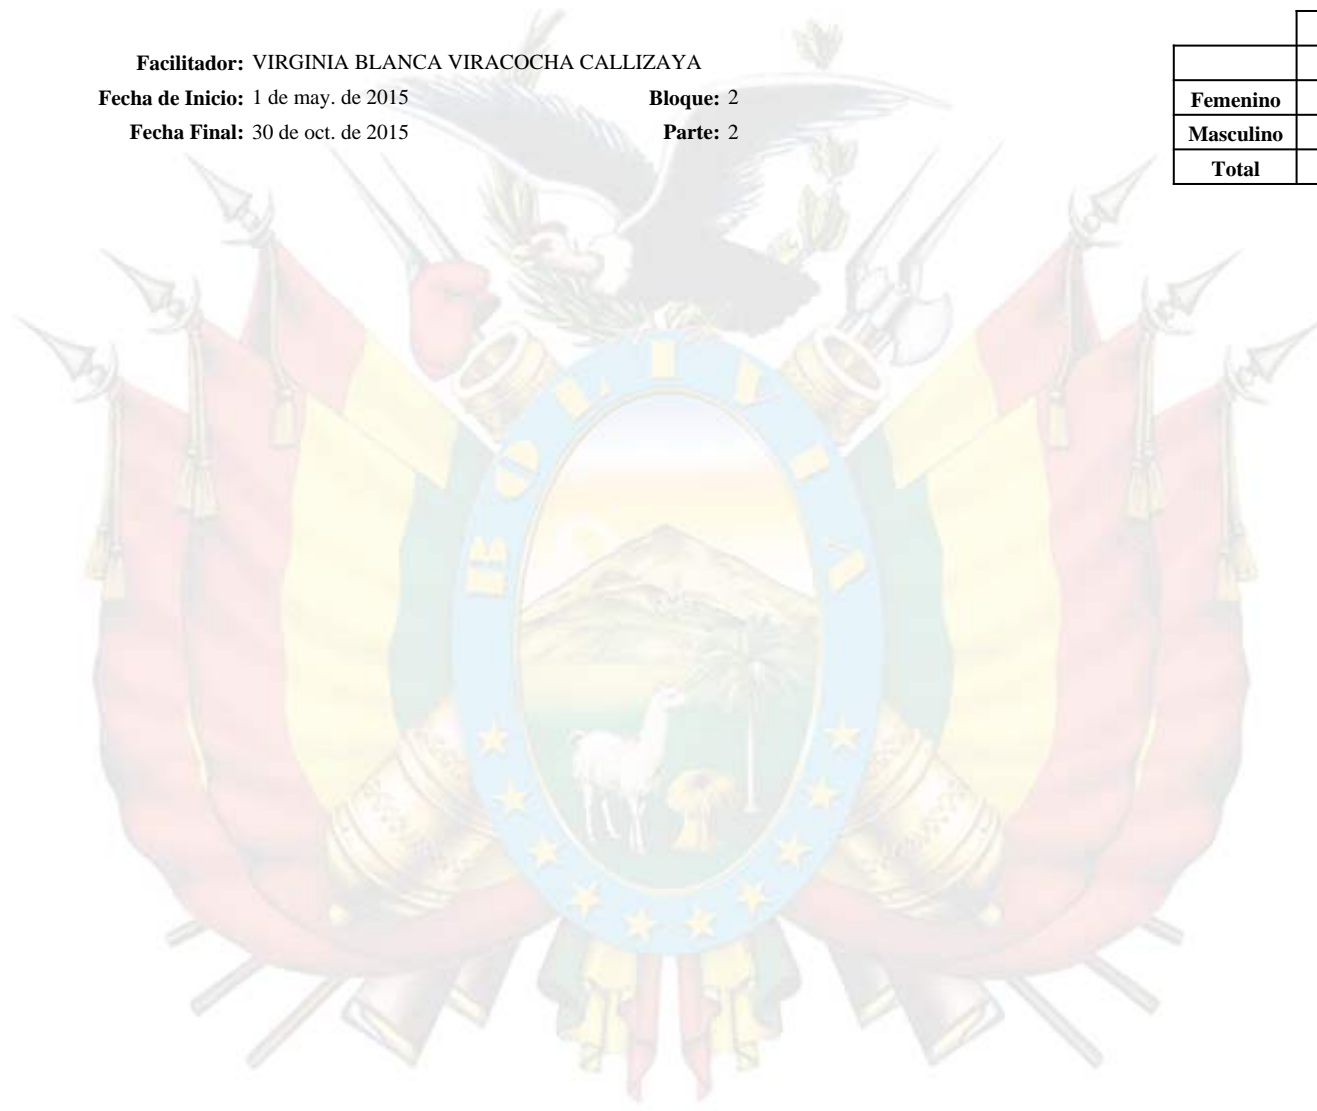 Facilitador: VIRGINIA BLANCA VIRACOCHA CALLIZAYA
Fecha de Inicio: 1 de may. de 2015 Bloque: 2
Fecha Final: 30 de oct. de 2015 Parte: 2
Femenino
Masculino
Total
BOLIVIA